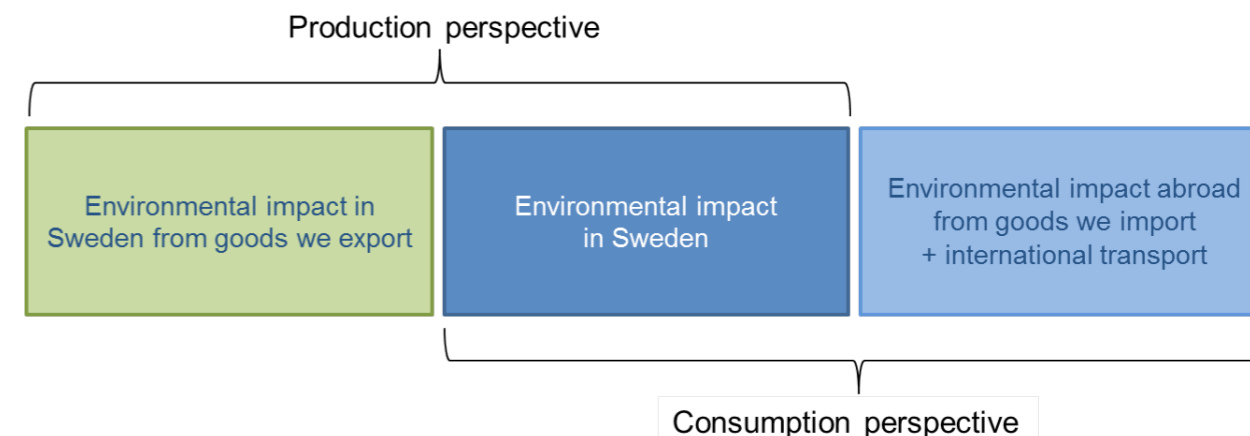 Production perspective
Environmental impact in
Sweden from goods we export
Environmental impact
in Sweden
Environmental impact abroad
from goods we import
+ international transport
Consumption perspective